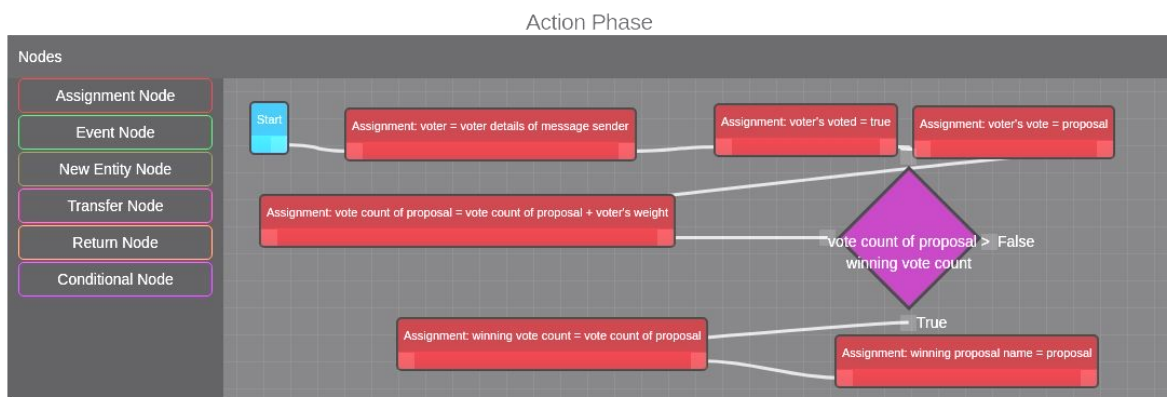 Action Phase
Nodes
Assignment Node
Event Node
New Entity Node
Transfer Node
Return Node
Conditional Node
Start
Assignment: voter = voter details of message sender
Assignment: voter's voted = true
Assignment: voter's vote = proposal
Assignment: vote count of proposal = vote count of proposal + voter's weight
vote count of proposal >
winning vote count
False
True
Assignment: winning vote count = vote count of proposal
Assignment: winning proposal name = proposal